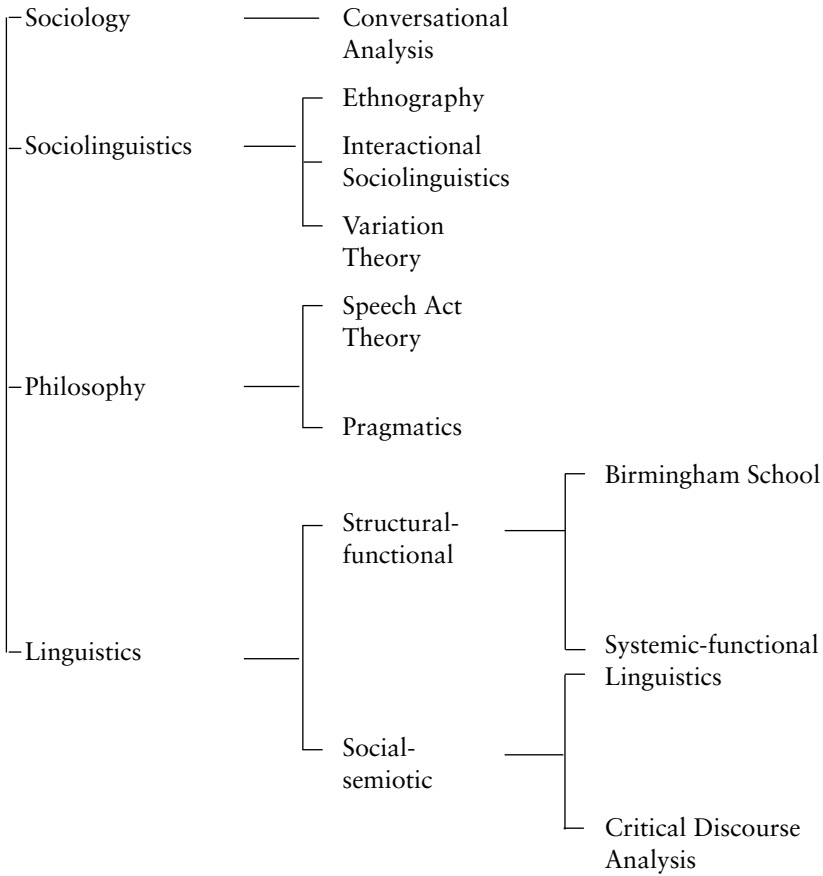 Sociology
Conversational
Analysis
Sociolinguistics
Ethnography
Interactional
Sociolinguistics
Variation
Theory
Philosophy
Speech Act
Theory
Pragmatics
Linguistics
Structural-
functional
Birmingham School
Systemic-functional
Linguistics
Social-
semiotic
Critical Discourse
Analysis